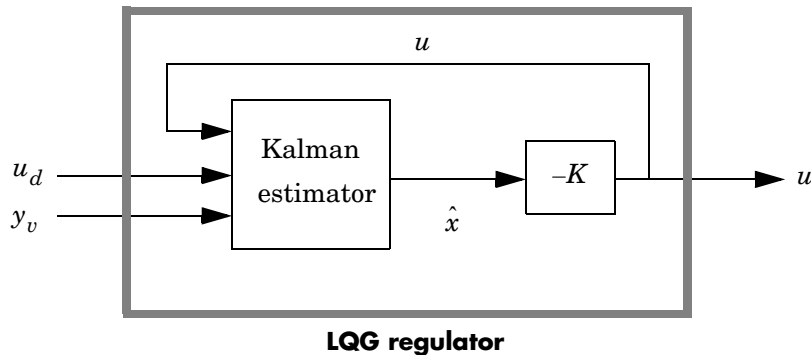 u
Kalman
estimator
u_d
y_v
x̂
–K
u
LQG regulator